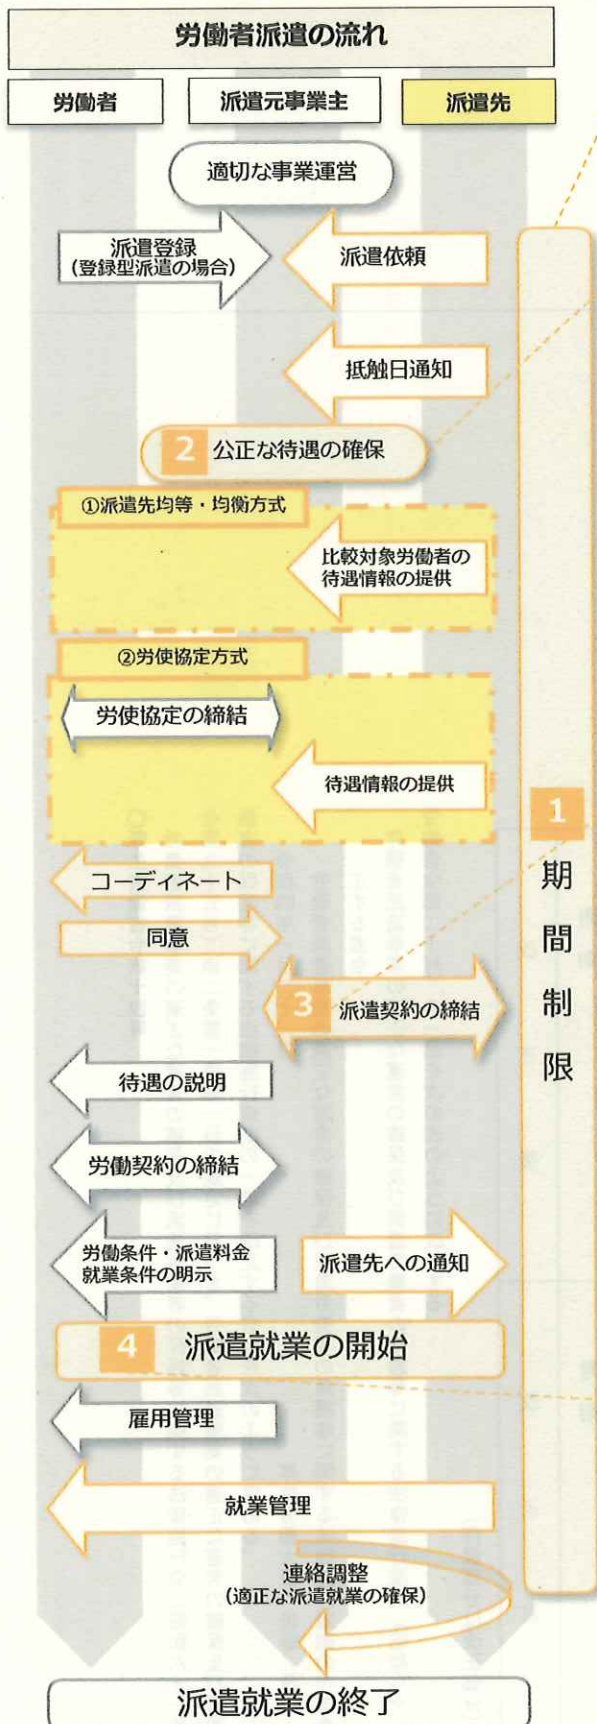 労働者派遣の流れ
労働者
派遣元事業主
派遣先
適切な事業運営
派遣登録
(登録型派遣の場合)
派遣依頼
抵触日通知
2 公正な待遇の確保
①派遣先均等・均衡方式
比較対象労働者の
待遇情報の提供
②労使協定方式
労使協定の締結
待遇情報の提供
1
期
間
制
限
コーディネート
同意
3 派遣契約の締結
待遇の説明
労働契約の締結
労働条件・派遣料金
就業条件の明示
派遣先への通知
4 派遣就業の開始
雇用管理
就業管理
連絡調整
(適正な派遣就業の確保)
派遣就業の終了